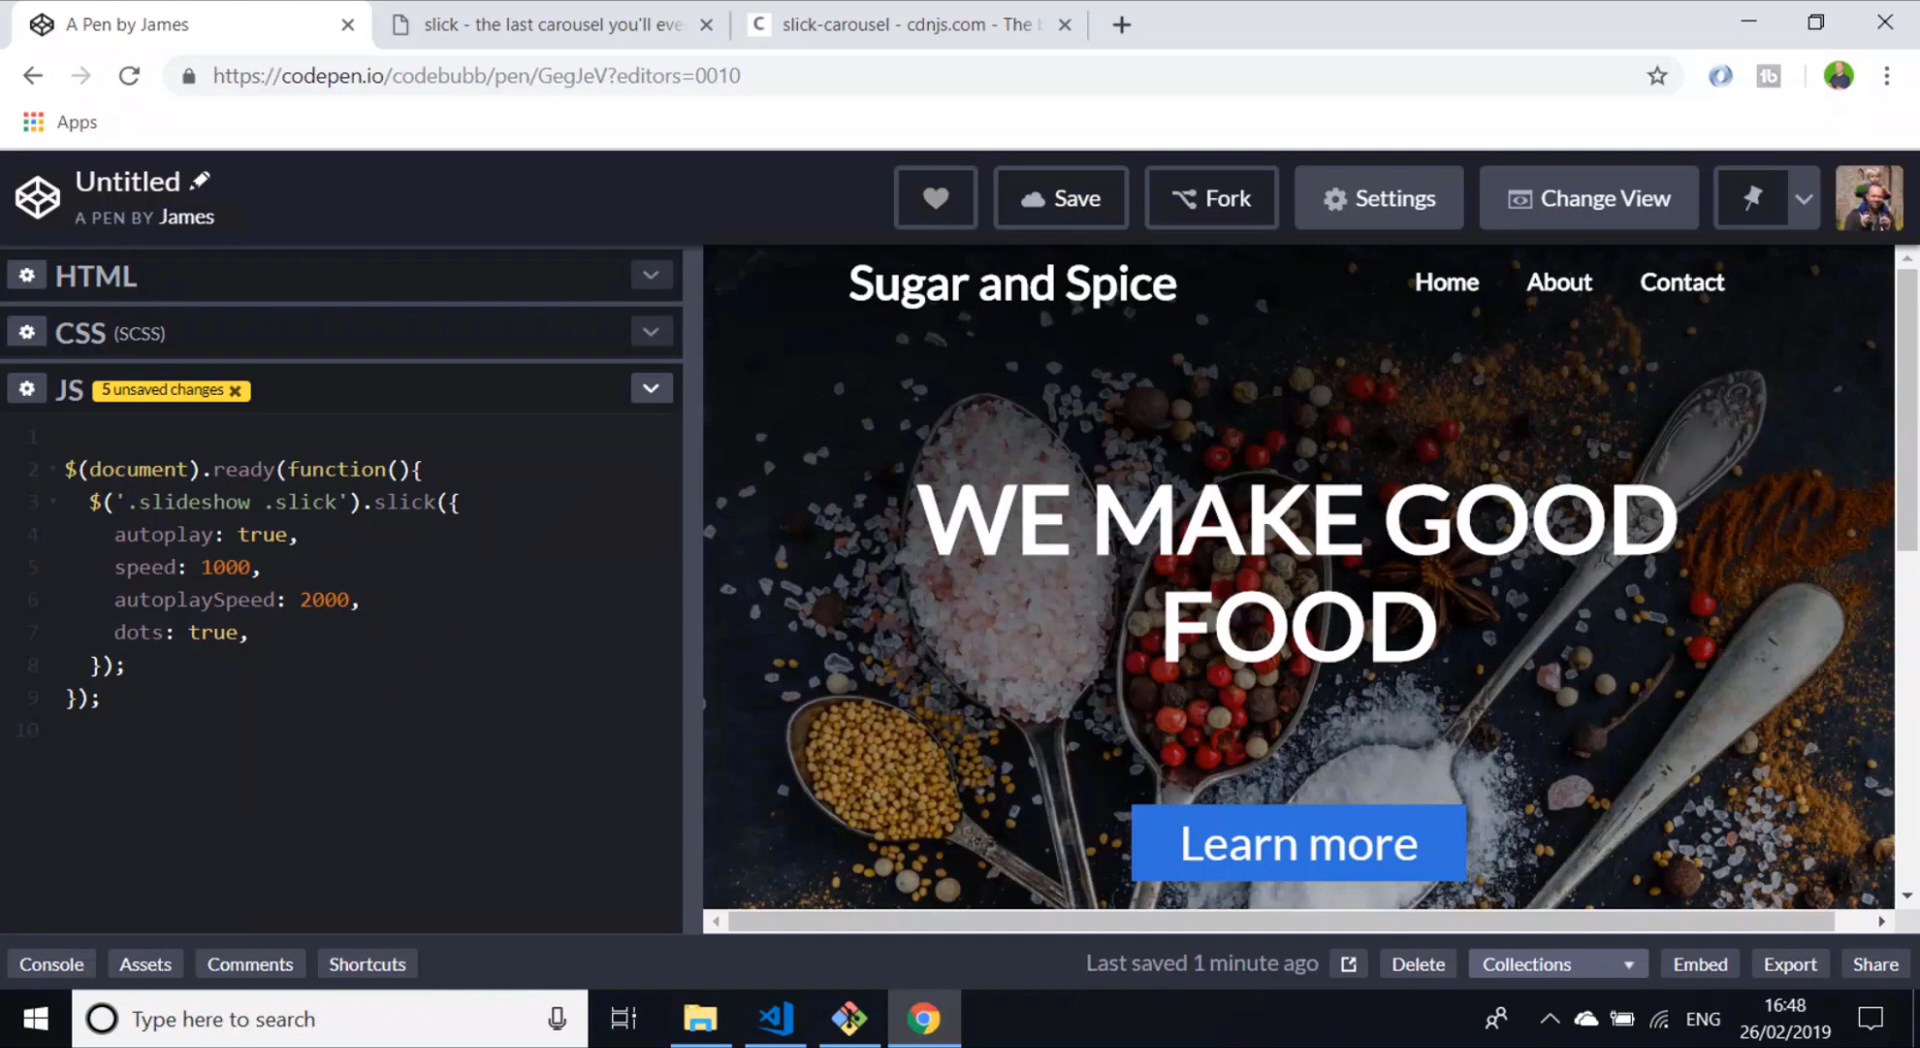 A Pen by James
slick - the last carousel you'll eve
C slick-carousel - cdnjs.com - The b
https://codepen.io/codebubb/pen/GegJeV?editors=0010
Apps
Untitled
A PEN BY James
Save
Fork
Settings
Change View
HTML
CSS (SCSS)
JS 5 unsaved changes
1
2 $(document).ready(function(){
3 $('.slideshow .slick').slick({
4 autoplay: true,
5 speed: 1000,
6 autoplaySpeed: 2000,
7 dots: true,
8 });
9 });
10
Sugar and Spice
Home About Contact
WE MAKE GOOD
FOOD
Learn more
Console Assets Comments Shortcuts
Last saved 1 minute ago
Delete Collections Embed Export Share
Type here to search
ENG
16:48
26/02/2019